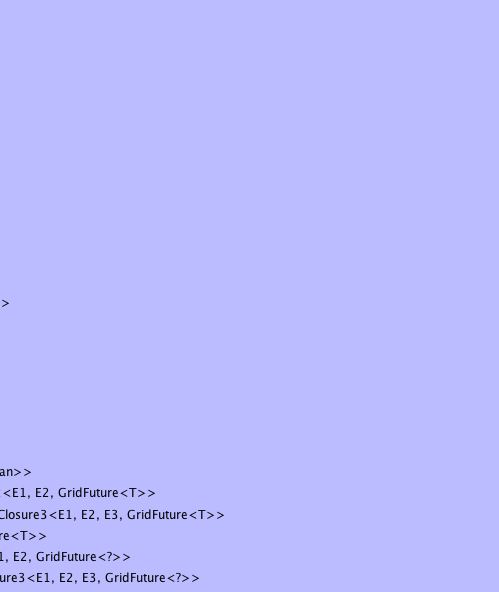 >
an>>
<E1, E2, GridFuture<T>>
Closure3<E1, E2, E3, GridFuture<T>>
re<T>>
1, E2, GridFuture<?>>
ure3<E1, E2, E3, GridFuture<?>>